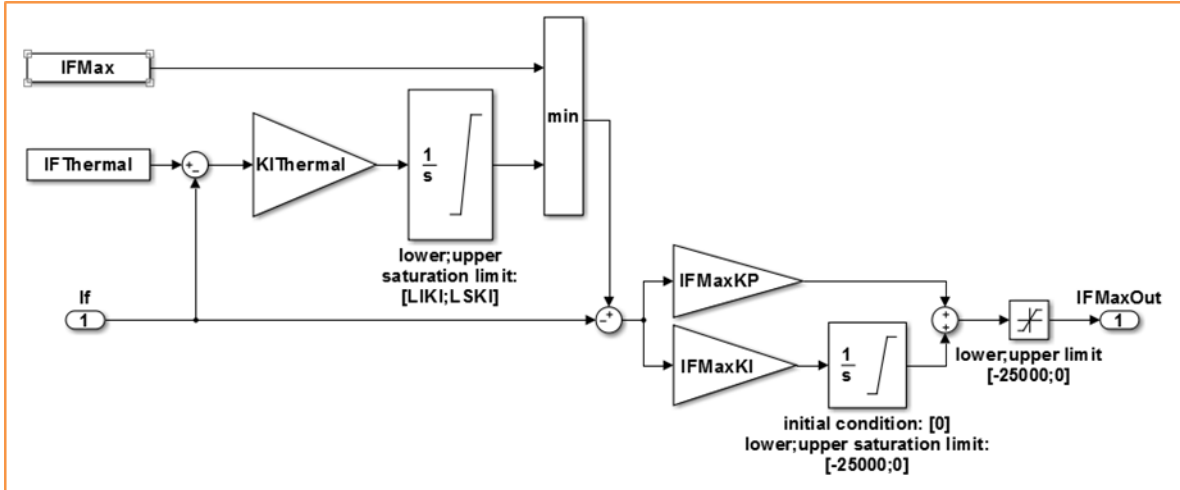 IFMax
IFThermal
KIThermal
1
s
min
lower;upper
saturation limit:
[LIKI;LSKI]
If
1
IFMaxKP
IFMaxKI
1
s
initial condition: [0]
lower;upper saturation limit:
[-25000;0]
lower;upper limit
[-25000;0]
IFMaxOut
1